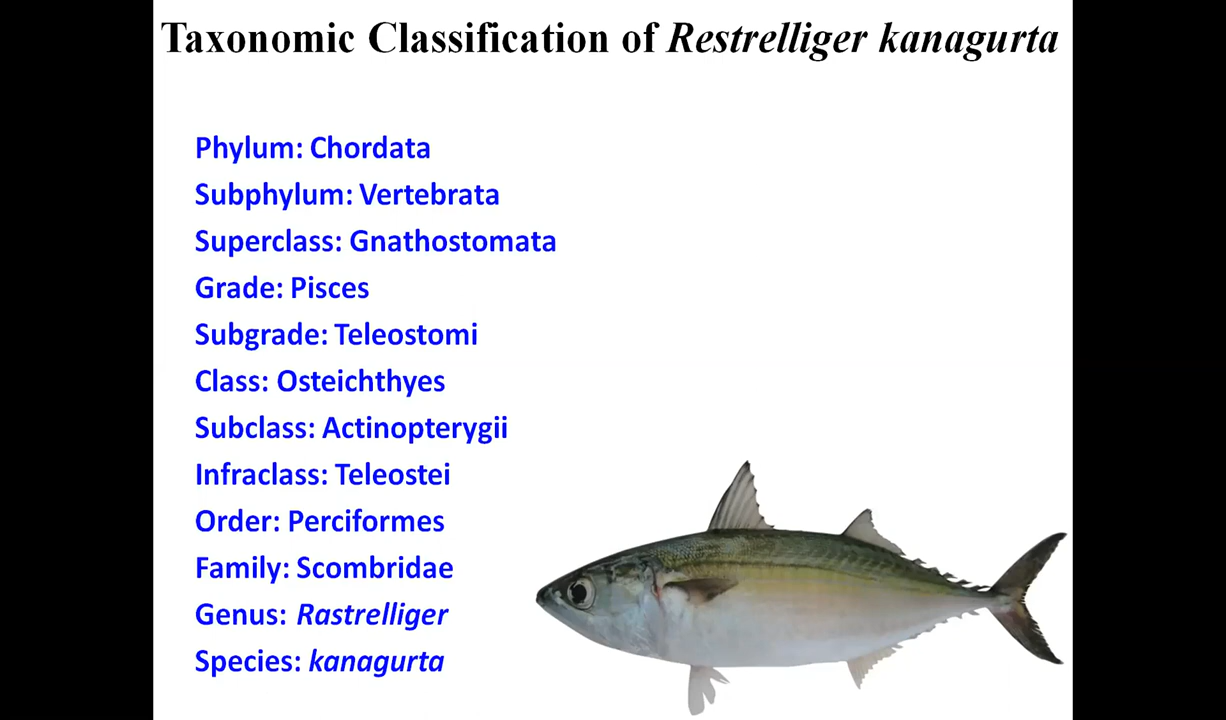 Taxonomic Classification of Restrelliger kanagurta
Phylum: Chordata
Subphylum: Vertebrata
Superclass: Gnathostomata
Grade: Pisces
Subgrade: Teleostomi
Class: Osteichthyes
Subclass: Actinopterygii
Infraclass: Teleostei
Order: Perciformes
Family: Scombridae
Genus: Rastrelliger
Species: kanagurta